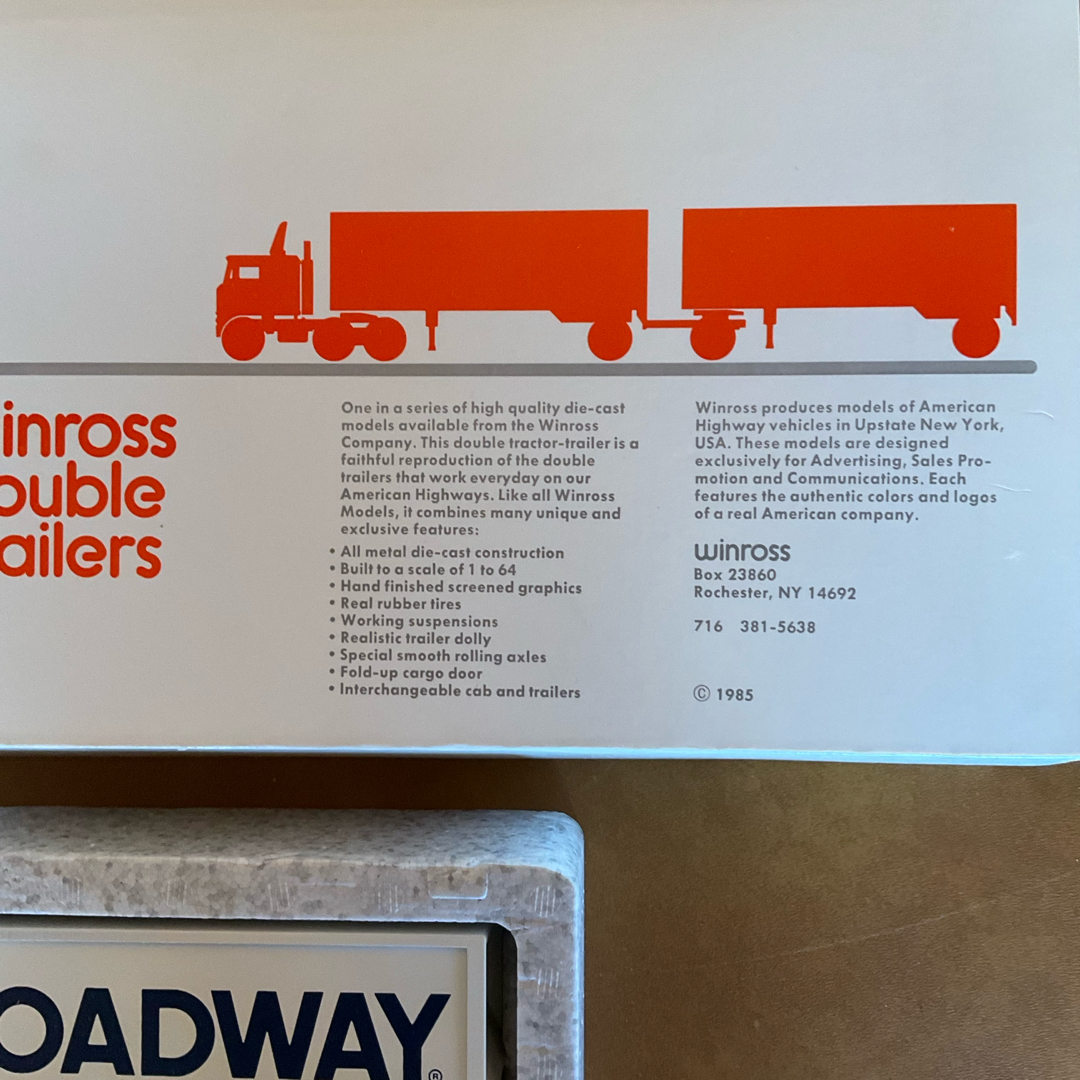 inross
ouble
ailers
One in a series of high quality die-cast
models available from the Winross
Company. This double tractor-trailer is a
faithful reproduction of the double
trailers that work everyday on our
American Highways. Like all Winross
Models, it combines many unique and
exclusive features:
• All metal die-cast construction
• Built to a scale of 1 to 64
• Hand finished screened graphics
• Real rubber tires
• Working suspensions
• Realistic trailer dolly
• Special smooth rolling axles
• Fold-up cargo door
• Interchangeable cab and trailers
Winross produces models of American
Highway vehicles in Upstate New York,
USA. These models are designed
exclusively for Advertising, Sales Pro-
motion and Communications. Each
features the authentic colors and logos
of a real American company.
winross
Box 23860
Rochester, NY 14692
716 381-5638
© 1985
OADWAY®